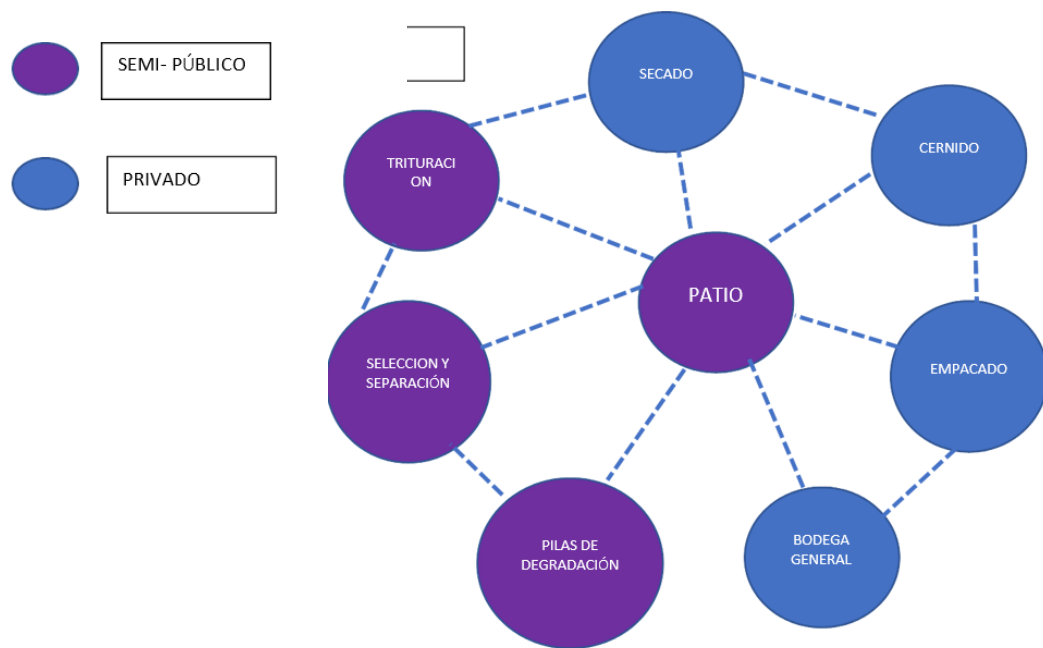 SEMI- PÚBLICO
PRIVADO
SECADO
CERNIDO
TRITURACI
ON
PATIO
SELECCION Y
SEPARACIÓN
EMPACADO
PILAS DE
DEGRADACIÓN
BODEGA
GENERAL